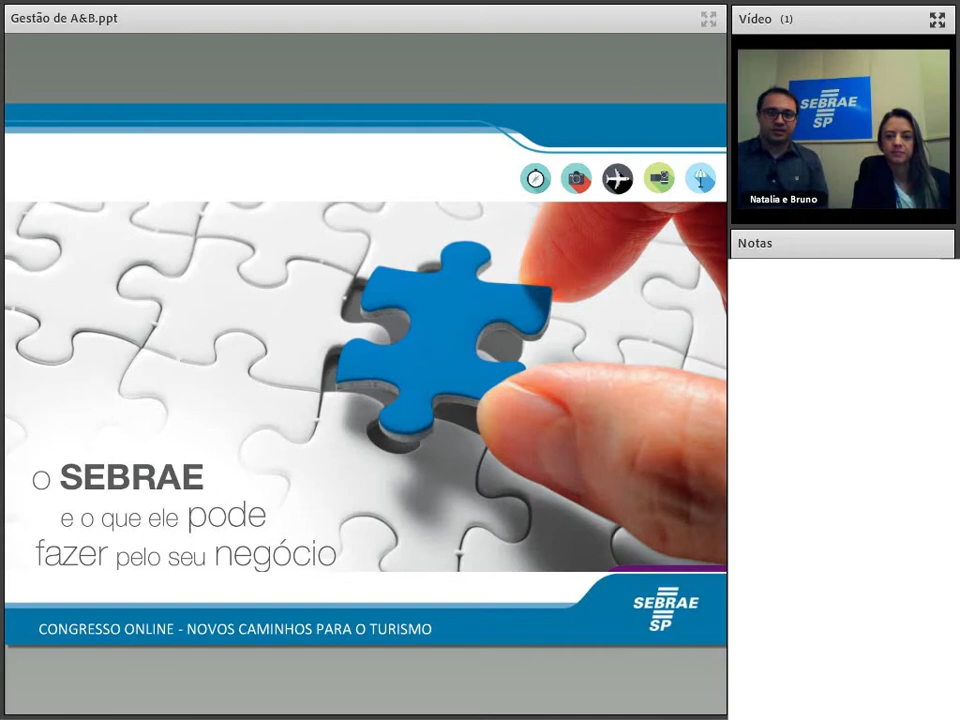 Gestão de A&B.ppt
Vídeo (1)
SEBRAE
SP
Natalia e Bruno
Notas
o SEBRAE
e o que ele pode
fazer pelo seu negócio
SEBRAE
SP
CONGRESSO ONLINE - NOVOS CAMINHOS PARA O TURISMO